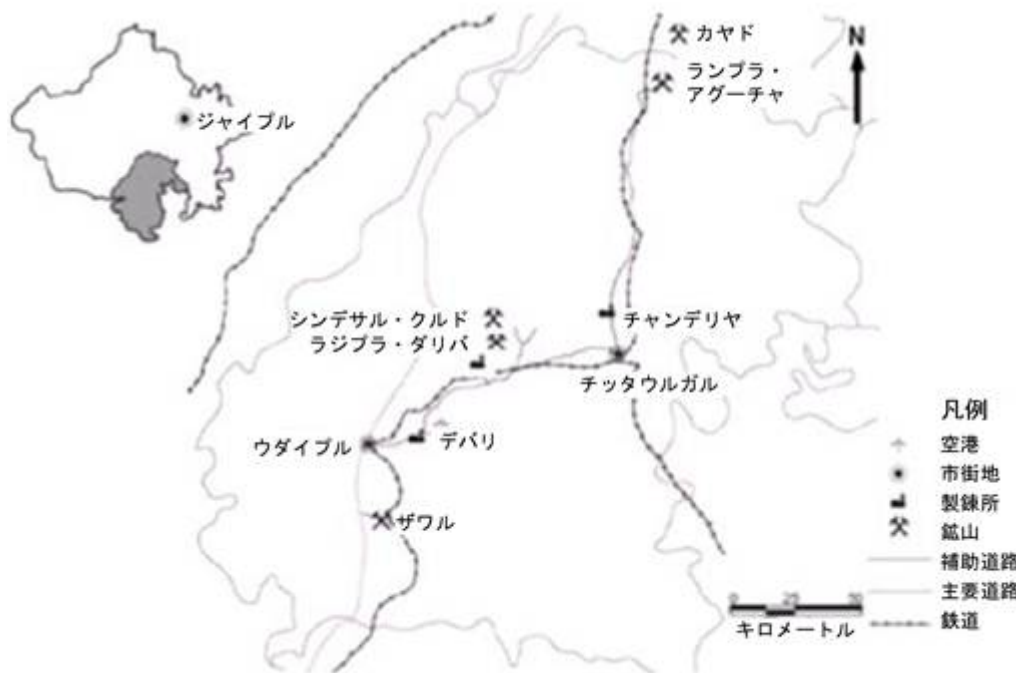 カヤド
ランプラ・
アグーチャ
N
ジャイプル
シンデサル・クルド
ラジプラ・ダリバ
チャンデリヤ
チッタウルガル
ウダイプル
デバリ
ザワル
凡例
空港
市街地
製錬所
鉱山
補助道路
主要道路
鉄道
キロメートル